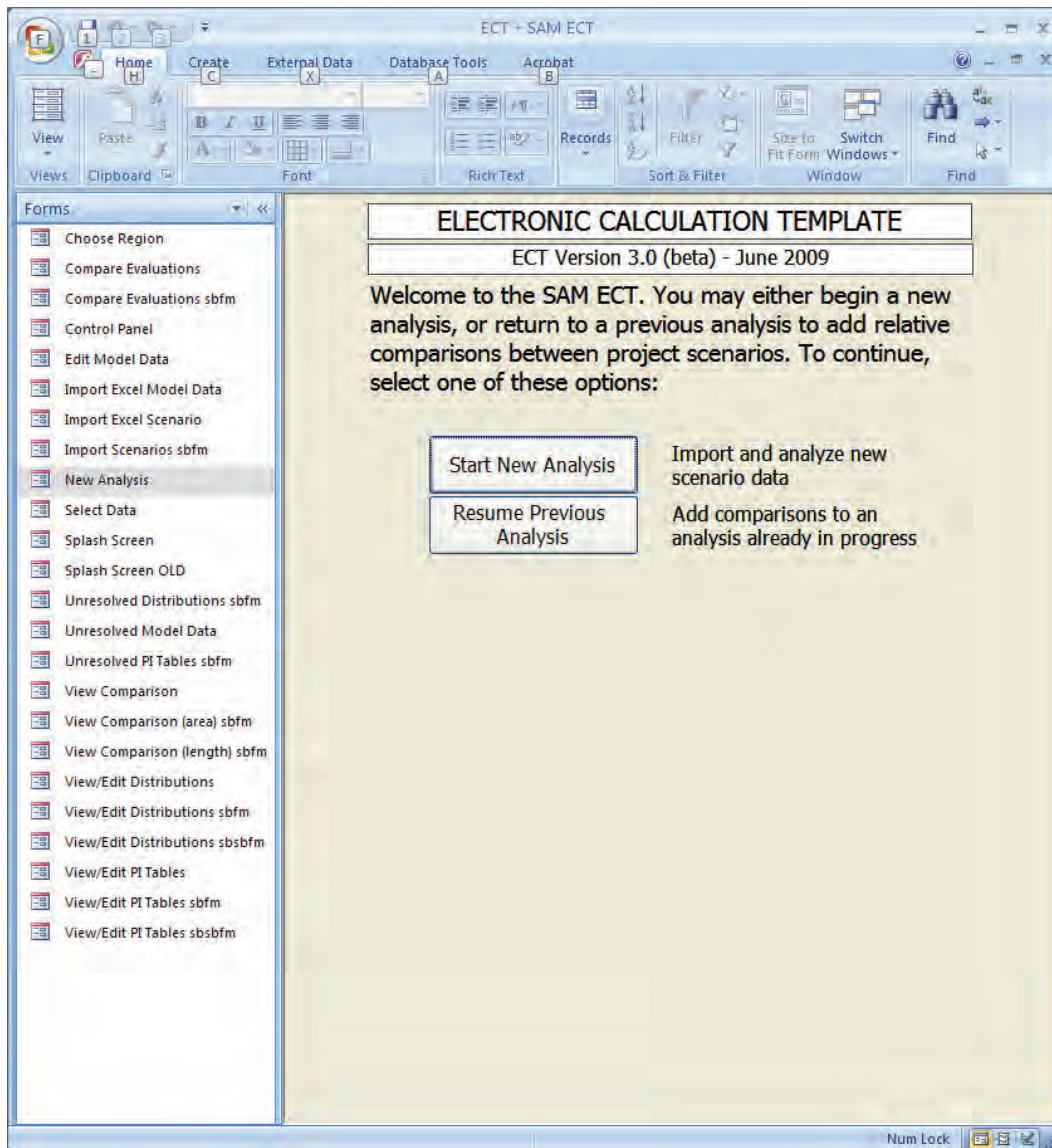 ECT - SAM ECT
F
1
2
3
Home
Create
External Data
Database Tools
Acrobat
H
C
X
A
B
View
Paste
B I U
A
ab
Records
Filter
Size to
Fit Form
Switch
Windows
Find
Views
Clipboard
Font
Rich Text
Sort & Filter
Window
Find
Forms
Choose Region
Compare Evaluations
Compare Evaluations sbfm
Control Panel
Edit Model Data
Import Excel Model Data
Import Excel Scenario
Import Scenarios sbfm
New Analysis
Select Data
Splash Screen
Splash Screen OLD
Unresolved Distributions sbfm
Unresolved Model Data
Unresolved PI Tables sbfm
View Comparison
View Comparison (area) sbfm
View Comparison (length) sbfm
View/Edit Distributions
View/Edit Distributions sbfm
View/Edit Distributions sbsbfm
View/Edit PI Tables
View/Edit PI Tables sbfm
View/Edit PI Tables sbsbfm
ELECTRONIC CALCULATION TEMPLATE
ECT Version 3.0 (beta) - June 2009
Welcome to the SAM ECT. You may either begin a new
analysis, or return to a previous analysis to add relative
comparisons between project scenarios. To continue,
select one of these options:
Start New Analysis
Import and analyze new
scenario data
Resume Previous
Analysis
Add comparisons to an
analysis already in progress
Num Lock